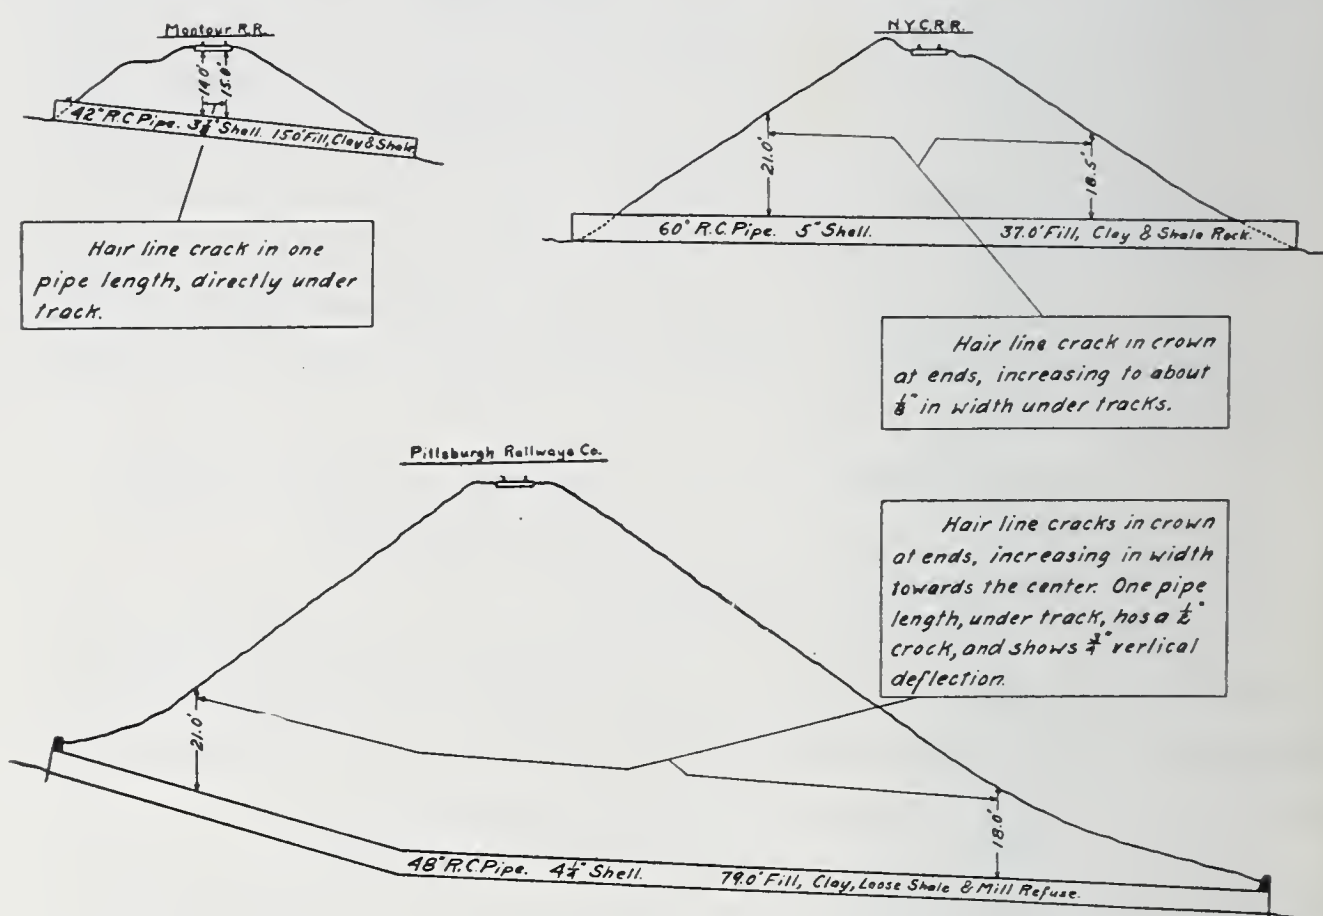 Montour R.R.
14.0'
15.0'
42" R.C. Pipe. 3½" Shell. 15.0' Fill, Clay & Shale
Hair line crack in one
pipe length, directly under
track.
N.Y.C.R.R.
21.0'
18.5'
60" R.C. Pipe. 5" Shell. 37.0' Fill, Clay & Shale Rock.
Hair line crack in crown
at ends, increasing to about
⅛" in width under tracks.
Pittsburgh Railways Co.
Hair line cracks in crown
at ends, increasing in width
towards the center. One pipe
length, under track, has a ½"
crack, and shows ¾" vertical
deflection.
21.0'
18.0'
48" R.C. Pipe. 4¼" Shell. 79.0' Fill, Clay, Loose Shale & Mill Refuse.